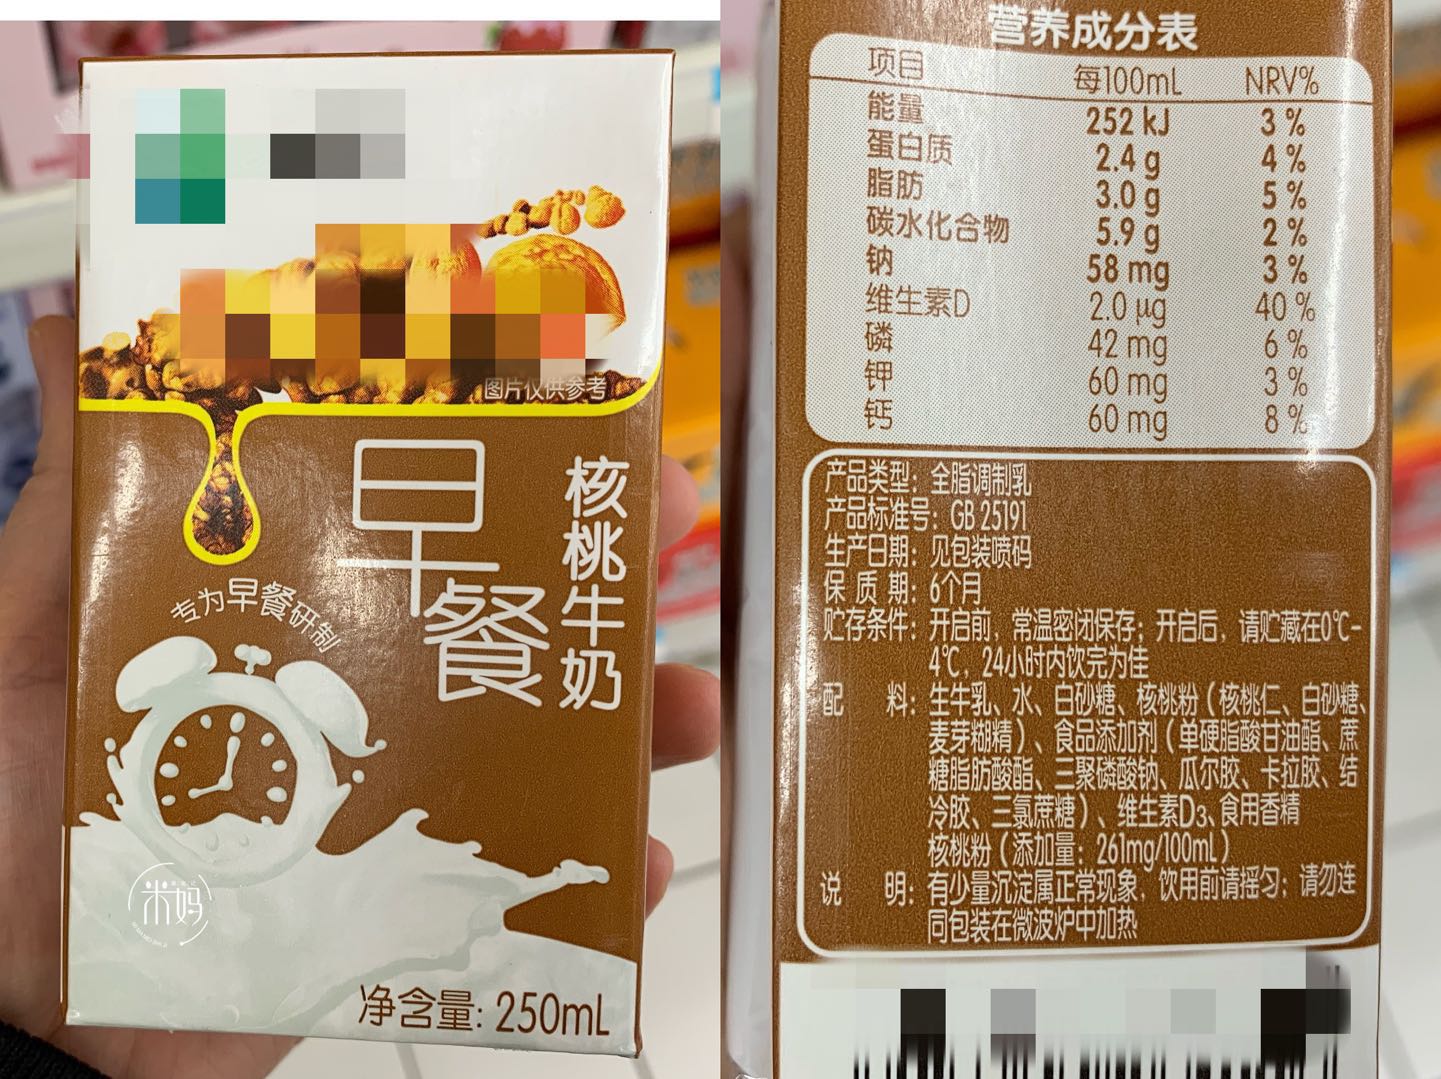 图片仅供参考
早餐
核桃牛奶
专为早餐研制
米妈
净含量: 250mL
营养成分表
项目 每100mL NRV%
能量 252 kJ 3 %
蛋白质 2.4 g 4 %
脂肪 3.0 g 5 %
碳水化合物 5.9 g 2 %
钠 58 mg 3 %
维生素D 2.0 μg 40 %
磷 42 mg 6 %
钾 60 mg 3 %
钙 60 mg 8 %
产品类型: 全脂调制乳
产品标准号: GB 25191
生产日期: 见包装喷码
保质期: 6个月
贮存条件: 开启前, 常温密闭保存; 开启后, 请贮藏在0℃-
4℃, 24小时内饮完为佳
配料: 生牛乳、水、白砂糖、核桃粉 (核桃仁、白砂糖、
麦芽糊精) 、食品添加剂 (单硬脂酸甘油酯、蔗
糖脂肪酸酯、三聚磷酸钠、瓜尔胶、卡拉胶、结
冷胶、三氯蔗糖) 、维生素D3、食用香精
核桃粉 (添加量: 261mg/100mL)
说明: 有少量沉淀属正常现象, 饮用前请摇匀; 请勿连
同包装在微波炉中加热